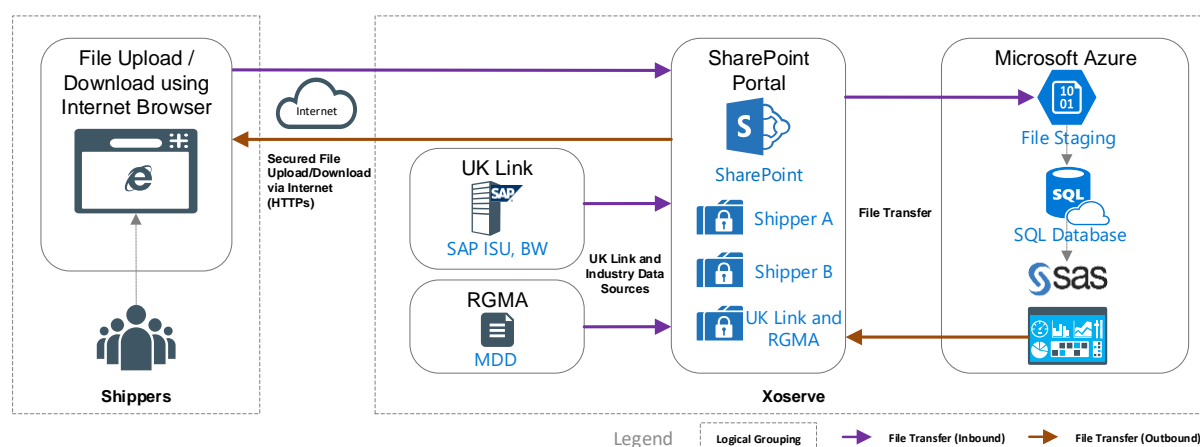 File Upload /
Download using
Internet Browser
Internet
Secured File
Upload/Download
via Internet
(HTTPs)
Shippers
UK Link
SAP
SAP ISU, BW
UK Link and
Industry Data
Sources
RGMA
MDD
SharePoint
Portal
S
SharePoint
Shipper A
Shipper B
UK Link and
RGMA
File Transfer
Microsoft Azure
10
01
File Staging
SQL
SQL Database
sas
Xoserve
Legend
Logical Grouping
File Transfer (Inbound)
File Transfer (Outbound)